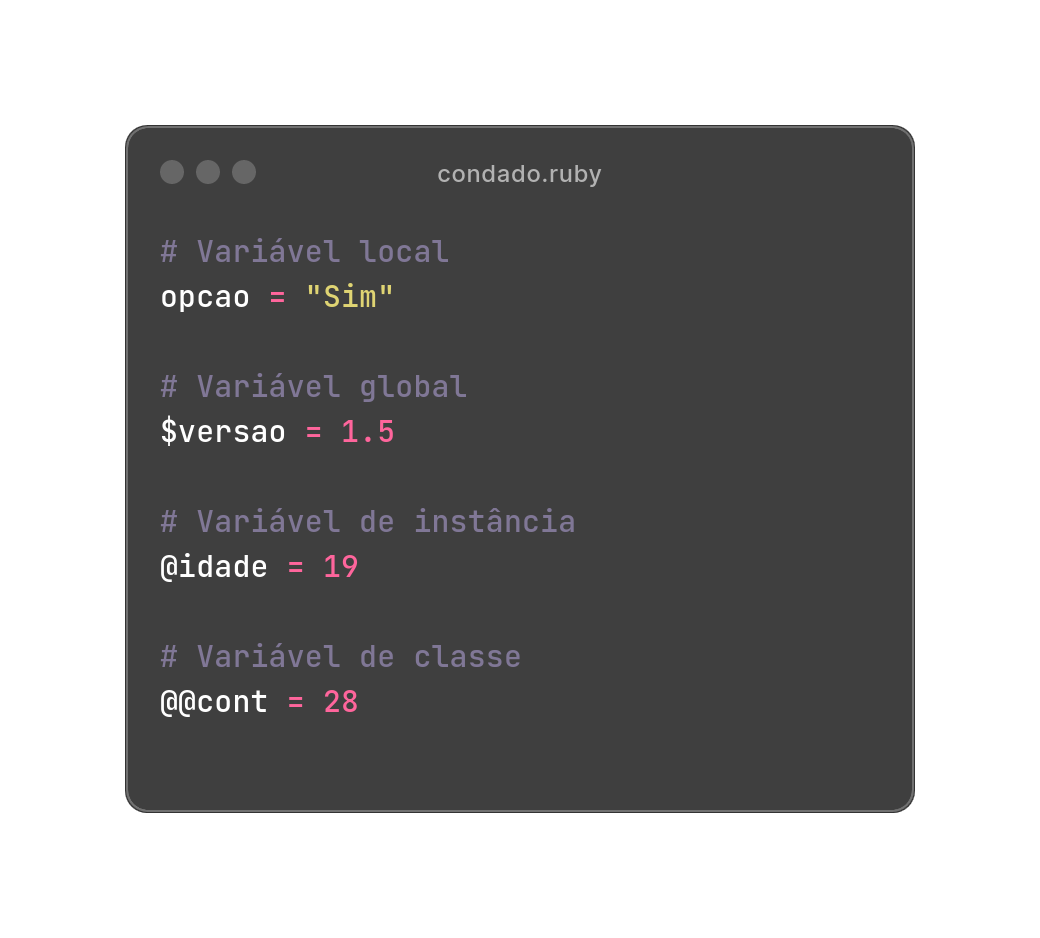 condado.ruby
# Variável local
opcao = "Sim"
# Variável global
$versao = 1.5
# Variável de instância
@idade = 19
# Variável de classe
@@cont = 28